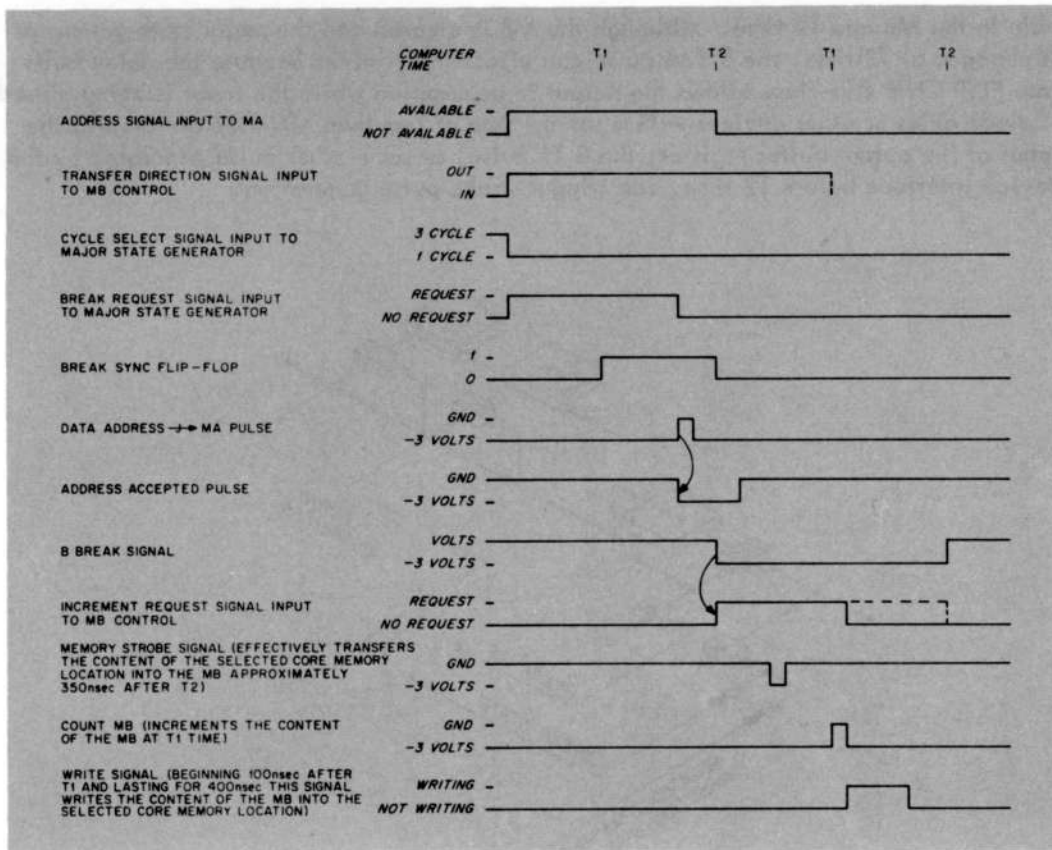 COMPUTER TIME T1 T2 T1 T2
ADDRESS SIGNAL INPUT TO MA
AVAILABLE
NOT AVAILABLE
TRANSFER DIRECTION SIGNAL INPUT
TO MB CONTROL
OUT
IN
CYCLE SELECT SIGNAL INPUT TO
MAJOR STATE GENERATOR
3 CYCLE
1 CYCLE
BREAK REQUEST SIGNAL INPUT
TO MAJOR STATE GENERATOR
REQUEST
NO REQUEST
BREAK SYNC FLIP-FLOP
1
0
DATA ADDRESS → MA PULSE
GND
-3 VOLTS
ADDRESS ACCEPTED PULSE
GND
-3 VOLTS
B BREAK SIGNAL
VOLTS
-3 VOLTS
INCREMENT REQUEST SIGNAL INPUT
TO MB CONTROL
REQUEST
NO REQUEST
MEMORY STROBE SIGNAL (EFFECTIVELY TRANSFERS
THE CONTENT OF THE SELECTED CORE MEMORY
LOCATION INTO THE MB APPROXIMATELY
350nsec AFTER T2)
GND
-3 VOLTS
COUNT MB (INCREMENTS THE CONTENT
OF THE MB AT T1 TIME)
GND
-3 VOLTS
WRITE SIGNAL (BEGINNING 100nsec AFTER
T1 AND LASTING FOR 400nsec THIS SIGNAL
WRITES THE CONTENT OF THE MB INTO THE
SELECTED CORE MEMORY LOCATION)
WRITING
NOT WRITING